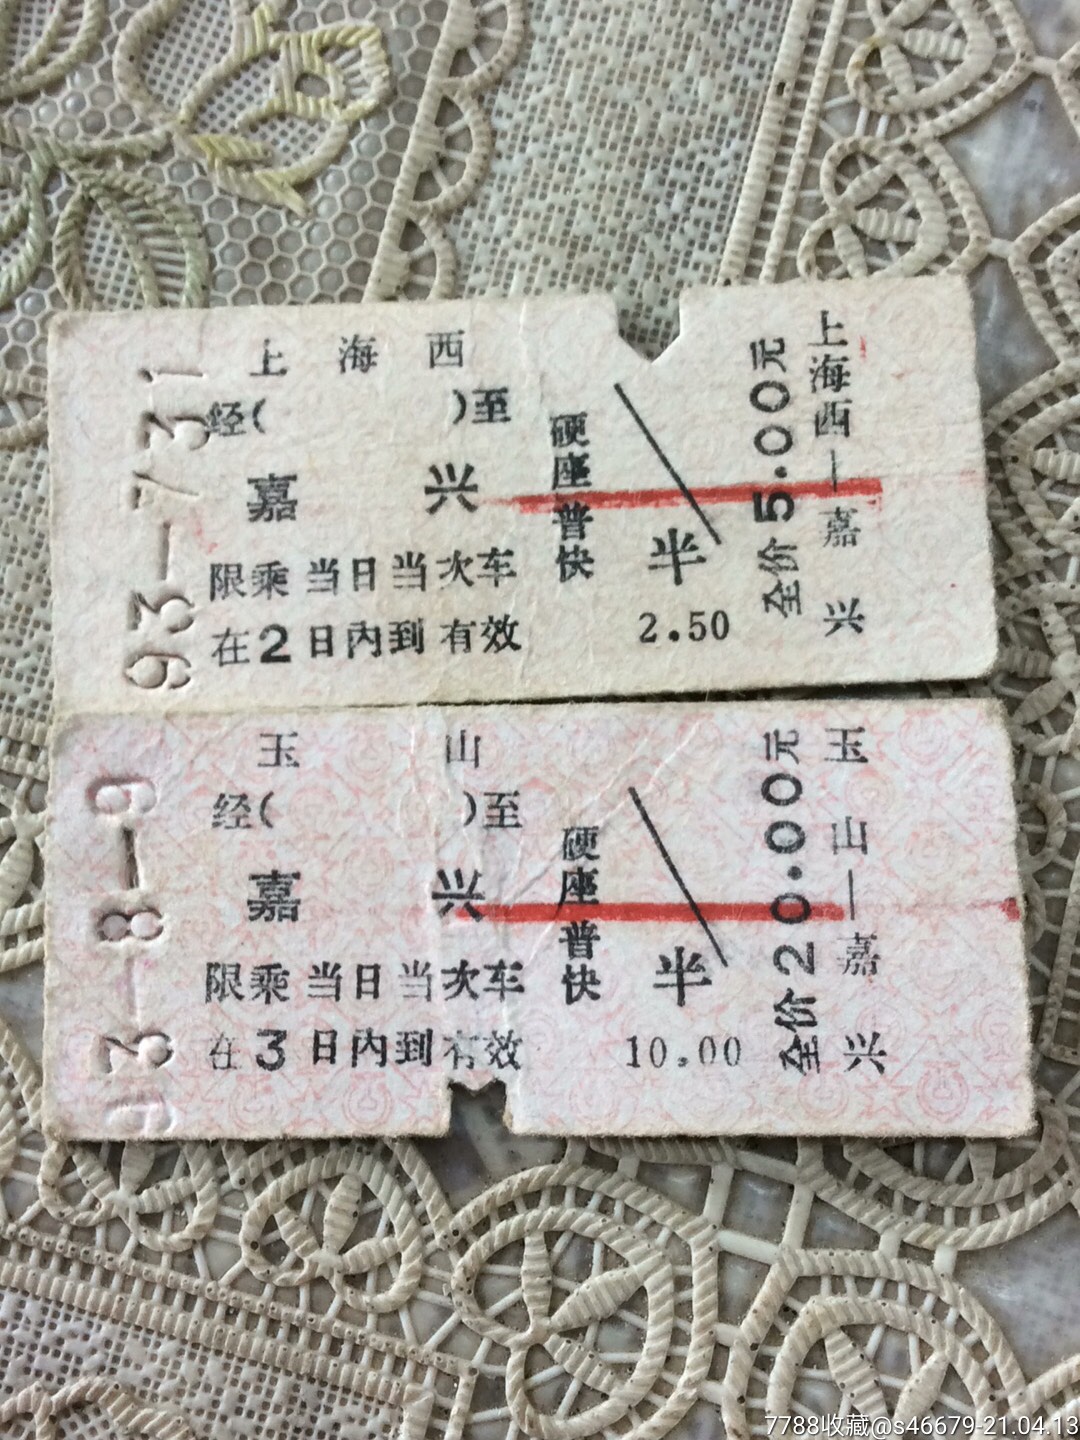 93-7-31
上海西
经(  )至
嘉兴
限乘当日当次车
在2日内到有效
硬座普快
半
2.50
全价5.00元
上海西—嘉兴
93-8-9
玉山
经(  )至
嘉兴
限乘当日当次车
在3日内到有效
硬座普快
半
10.00
全价20.00元
玉山—嘉兴
7788收藏@s46679-21.04.13